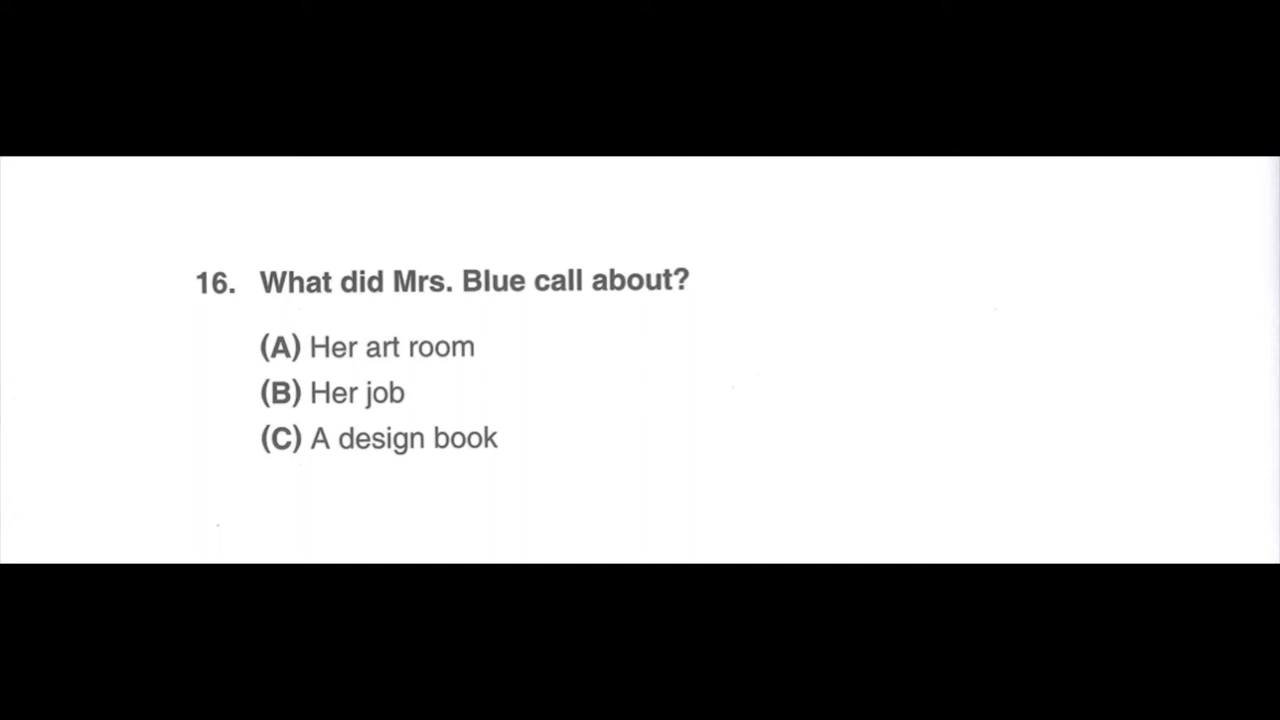 16. What did Mrs. Blue call about?
(A) Her art room
(B) Her job
(C) A design book